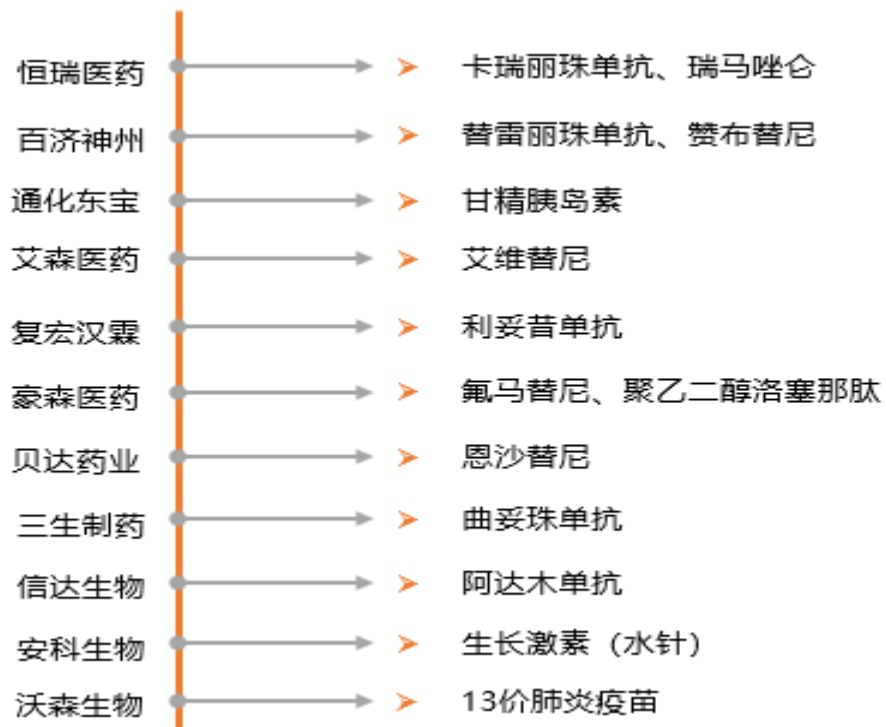 恒瑞医药 卡瑞丽珠单抗、瑞马唑仑
百济神州 替雷丽珠单抗、赞布替尼
通化东宝 甘精胰岛素
艾森医药 艾维替尼
复宏汉霖 利妥昔单抗
豪森医药 氟马替尼、聚乙二醇洛塞那肽
贝达药业 恩沙替尼
三生制药 曲妥珠单抗
信达生物 阿达木单抗
安科生物 生长激素（水针）
沃森生物 13价肺炎疫苗